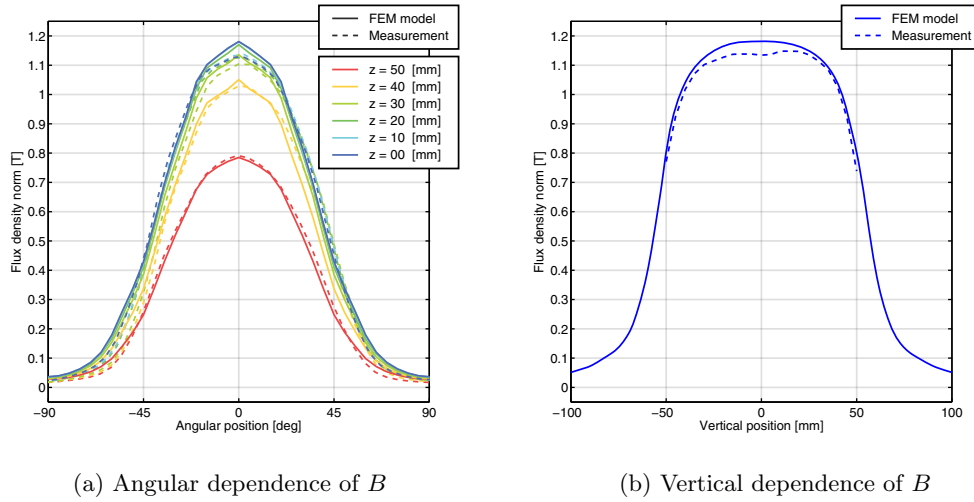 FEM model
Measurement
z = 50 [mm]
z = 40 [mm]
z = 30 [mm]
z = 20 [mm]
z = 10 [mm]
z = 00 [mm]
1.2
1.1
1
0.9
0.8
0.7
0.6
0.5
0.4
0.3
0.2
0.1
0
Flux density norm [T]
−90 −45 0 45 90
Angular position [deg]
(a) Angular dependence of B
FEM model
Measurement
1.2
1.1
1
0.9
0.8
0.7
0.6
0.5
0.4
0.3
0.2
0.1
0
Flux density norm [T]
−100 −50 0 50 100
Vertical position [mm]
(b) Vertical dependence of B